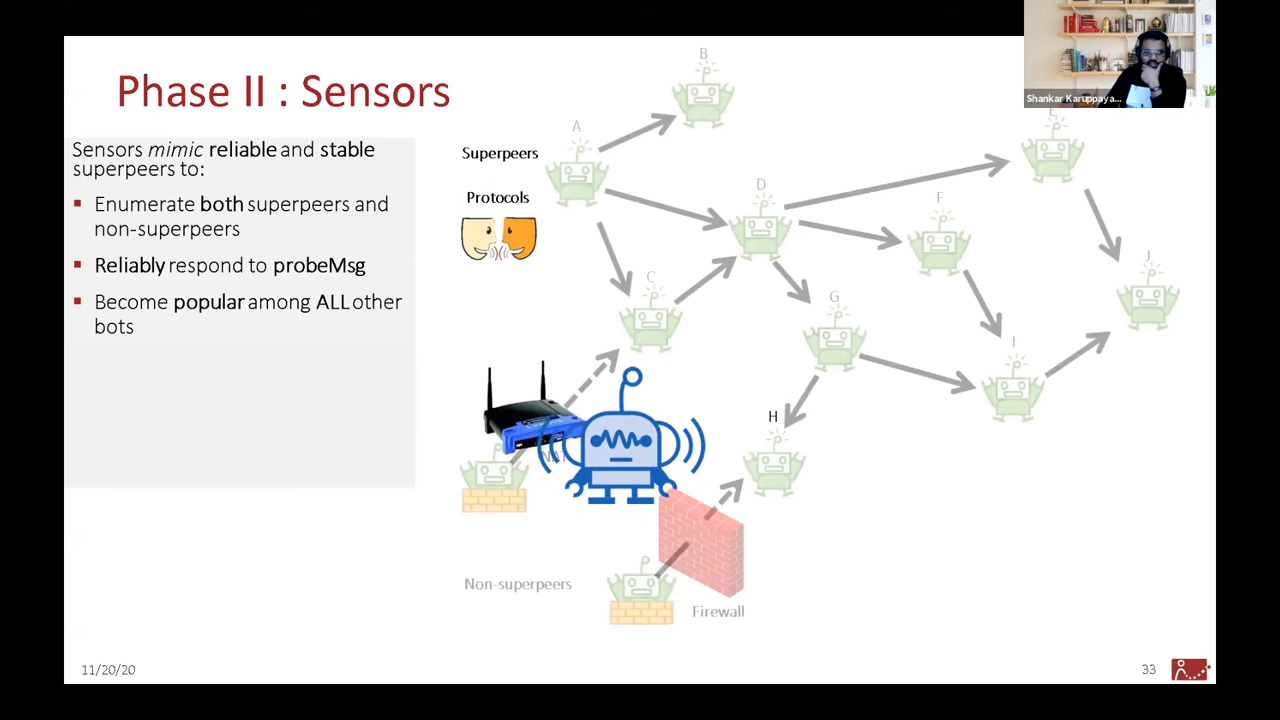 Shankar Karuppaya...
Phase II : Sensors
Sensors mimic reliable and stable
superpeers to:
Enumerate both superpeers and
non-superpeers
Reliably respond to probeMsg
Become popular among ALL other
bots
Superpeers
Protocols
A
B
C
D
E
F
G
H
I
J
NAT
Non-superpeers
Firewall
11/20/20
33